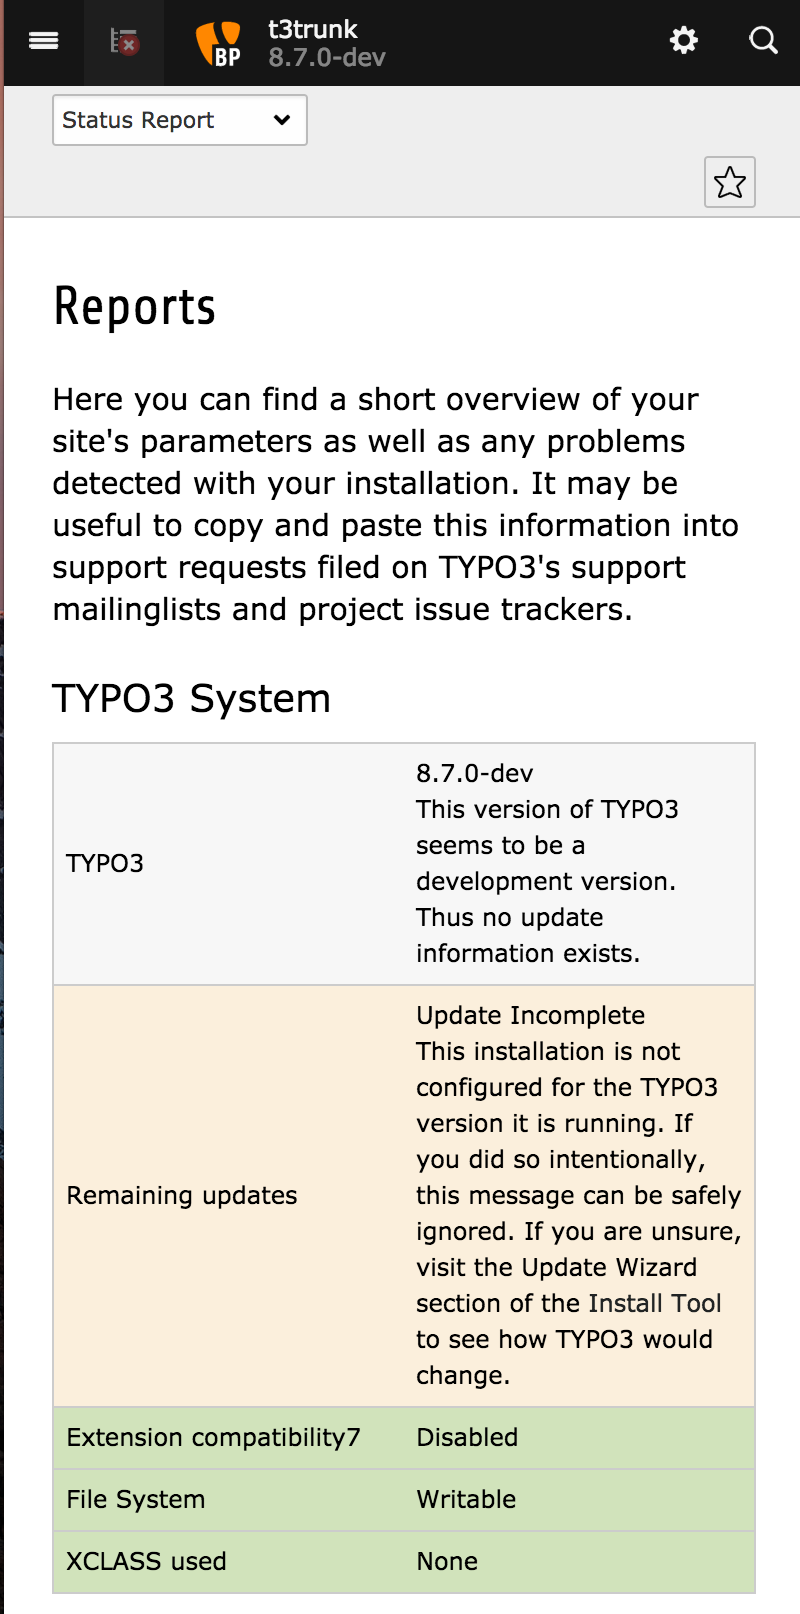 t3trunk
8.7.0-dev
BP
Status Report
Reports
Here you can find a short overview of your
site's parameters as well as any problems
detected with your installation. It may be
useful to copy and paste this information into
support requests filed on TYPO3's support
mailinglists and project issue trackers.
TYPO3 System
TYPO3
8.7.0-dev
This version of TYPO3
seems to be a
development version.
Thus no update
information exists.
Remaining updates
Update Incomplete
This installation is not
configured for the TYPO3
version it is running. If
you did so intentionally,
this message can be safely
ignored. If you are unsure,
visit the Update Wizard
section of the Install Tool
to see how TYPO3 would
change.
Extension compatibility7 Disabled
File System Writable
XCLASS used None